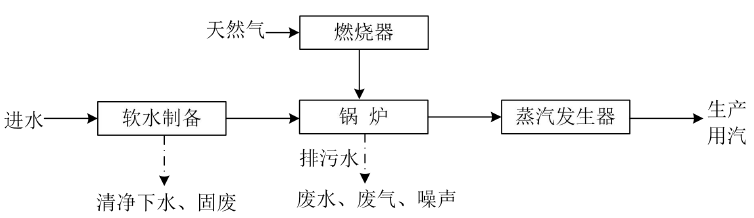 天然气
燃烧器
进水
软水制备
锅 炉
蒸汽发生器
生产
用汽
排污水
清净下水、固废
废水、废气、噪声